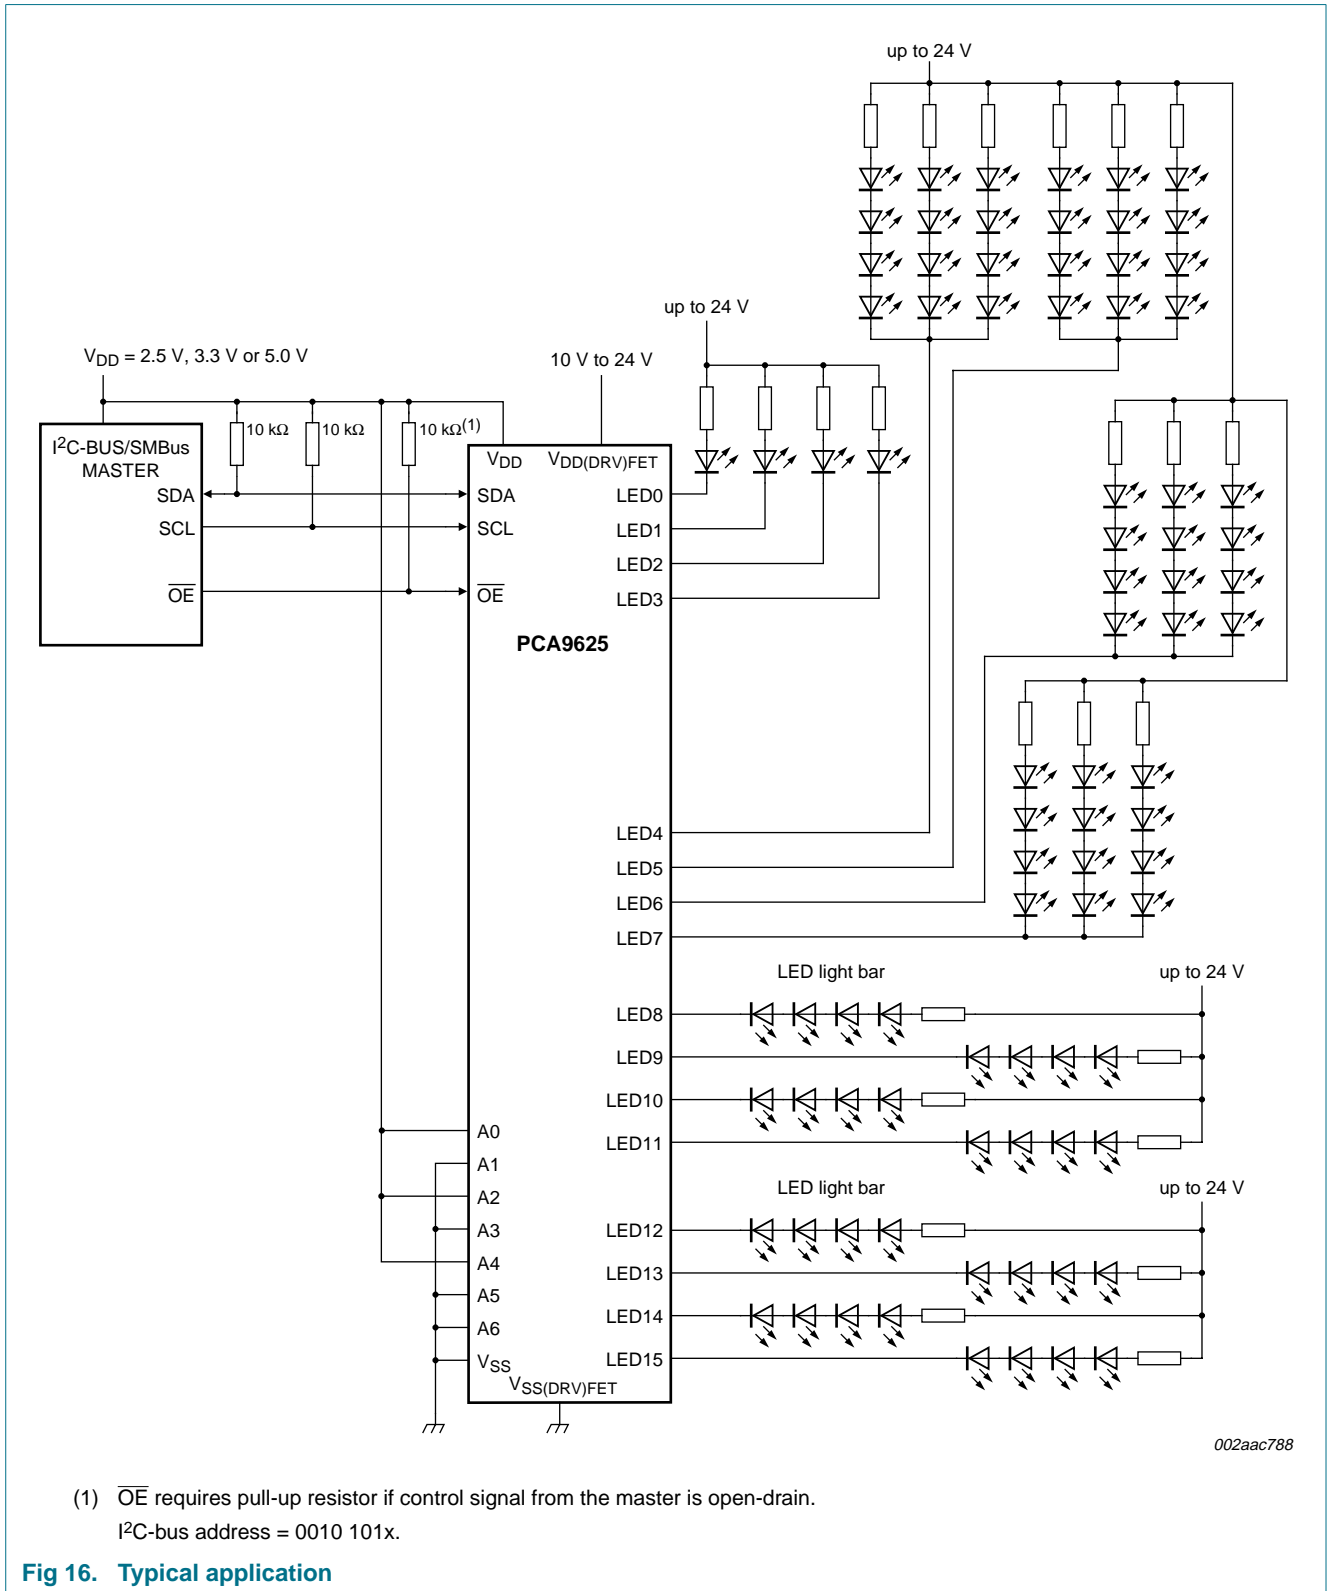 up to 24 V
up to 24 V
V_DD = 2.5 V, 3.3 V or 5.0 V
10 V to 24 V
10 kΩ
10 kΩ
10 kΩ(1)
I²C-BUS/SMBus
MASTER
SDA
SCL
O̅E̅
V_DD
V_DD(DRV)FET
SDA
SCL
O̅E̅
LED0
LED1
LED2
LED3
PCA9625
LED4
LED5
LED6
LED7
LED light bar
up to 24 V
LED8
LED9
LED10
LED11
A0
A1
A2
A3
A4
A5
A6
V_SS
V_SS(DRV)FET
LED light bar
up to 24 V
LED12
LED13
LED14
LED15
002aac788
(1) O̅E̅ requires pull-up resistor if control signal from the master is open-drain.
I²C-bus address = 0010 101x.
Fig 16. Typical application